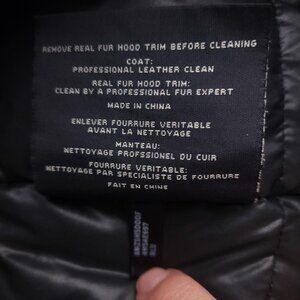 REMOVE REAL FUR HOOD TRIM BEFORE CLEANING
COAT:
PROFESSIONAL LEATHER CLEAN
REAL FUR HOOD TRIM:
CLEAN BY A PROFESSIONAL FUR EXPERT
MADE IN CHINA
ENLEVER FOURRURE VERITABLE
AVANT LA NETTOYAGE
MANTEAU:
NETTOYAGE PROFSSIONEL DU CUIR
FOURRURE VERITABLE:
NETTOYAGE PAR SPECIALISTE DE FOURRURE
FAIT EN CHINE